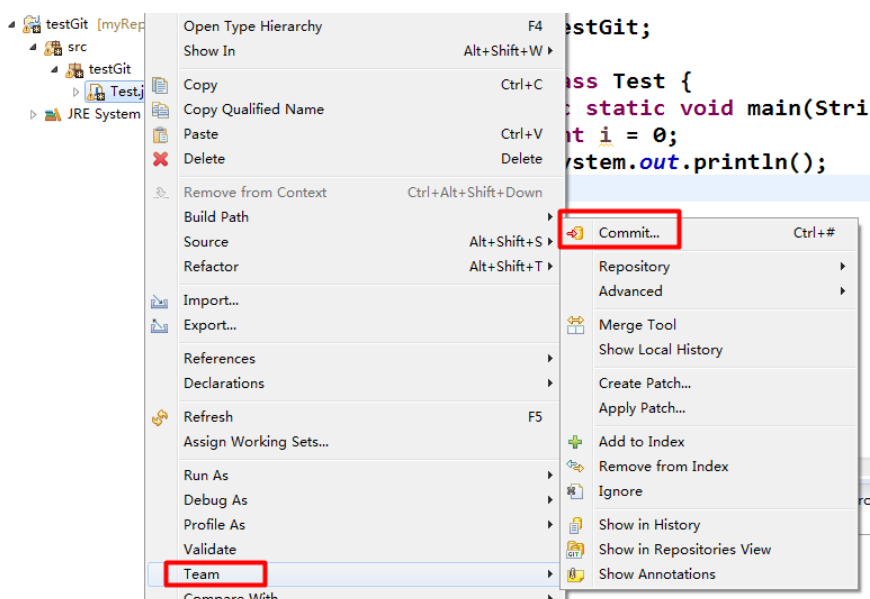 testGit [myRep
src
testGit
Test.j
JRE System
Open Type Hierarchy F4
Show In Alt+Shift+W
Copy Ctrl+C
Copy Qualified Name
Paste Ctrl+V
Delete Delete
Remove from Context Ctrl+Alt+Shift+Down
Build Path
Source Alt+Shift+S
Refactor Alt+Shift+T
Import...
Export...
References
Declarations
Refresh F5
Assign Working Sets...
Run As
Debug As
Profile As
Validate
Team
Compare With
estGit;
ass Test {
c static void main(Stri
nt i = 0;
ystem.out.println();
Commit... Ctrl+#
Repository
Advanced
Merge Tool
Show Local History
Create Patch...
Apply Patch...
Add to Index
Remove from Index
Ignore
Show in History
Show in Repositories View
Show Annotations